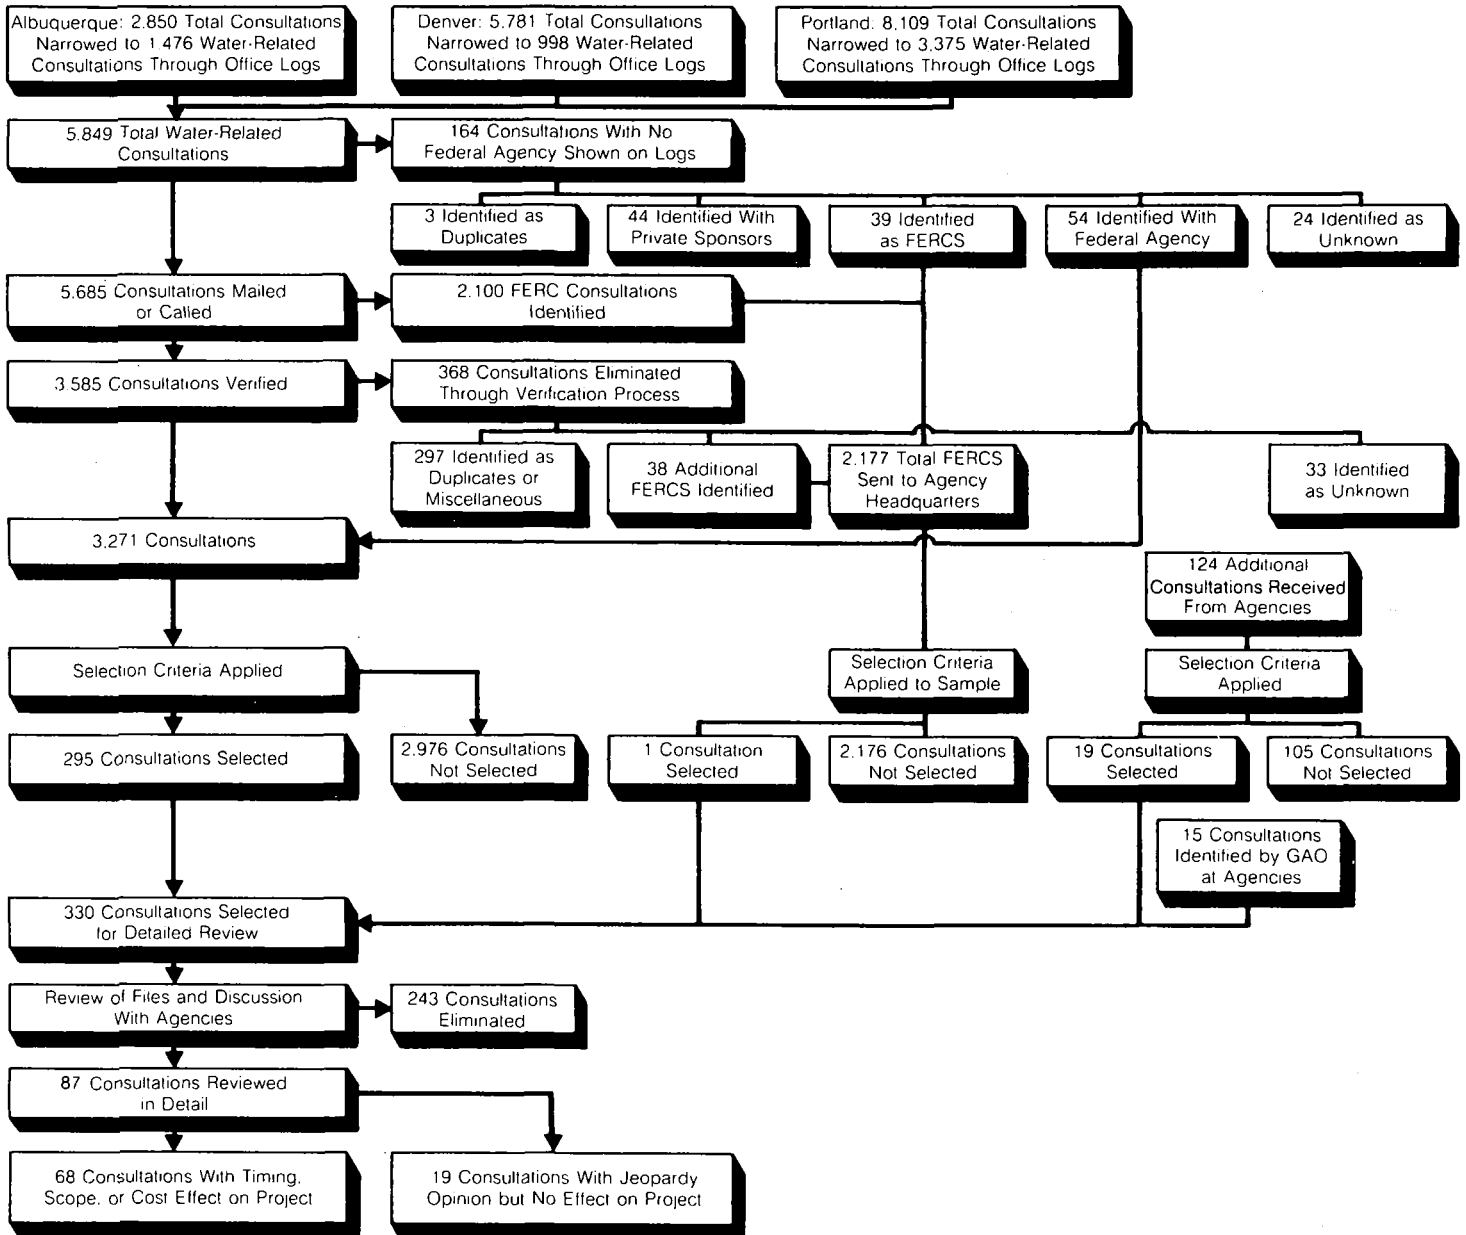 Albuquerque: 2.850 Total Consultations
Narrowed to 1.476 Water-Related
Consultations Through Office Logs
Denver: 5.781 Total Consultations
Narrowed to 998 Water-Related
Consultations Through Office Logs
Portland: 8,109 Total Consultations
Narrowed to 3,375 Water-Related
Consultations Through Office Logs
5.849 Total Water-Related
Consultations
164 Consultations With No
Federal Agency Shown on Logs
3 Identified as
Duplicates
44 Identified With
Private Sponsors
39 Identified
as FERCS
54 Identified With
Federal Agency
24 Identified as
Unknown
5.685 Consultations Mailed
or Called
2.100 FERC Consultations
Identified
3.585 Consultations Verified
368 Consultations Eliminated
Through Verification Process
297 Identified as
Duplicates or
Miscellaneous
38 Additional
FERCS Identified
2.177 Total FERCS
Sent to Agency
Headquarters
33 Identified
as Unknown
3.271 Consultations
124 Additional
Consultations Received
From Agencies
Selection Criteria Applied
Selection Criteria
Applied to Sample
Selection Criteria
Applied
295 Consultations Selected
2.976 Consultations
Not Selected
1 Consultation
Selected
2.176 Consultations
Not Selected
19 Consultations
Selected
105 Consultations
Not Selected
15 Consultations
Identified by GAO
at Agencies
330 Consultations Selected
for Detailed Review
Review of Files and Discussion
With Agencies
243 Consultations
Eliminated
87 Consultations Reviewed
in Detail
68 Consultations With Timing,
Scope, or Cost Effect on Project
19 Consultations With Jeopardy
Opinion but No Effect on Project